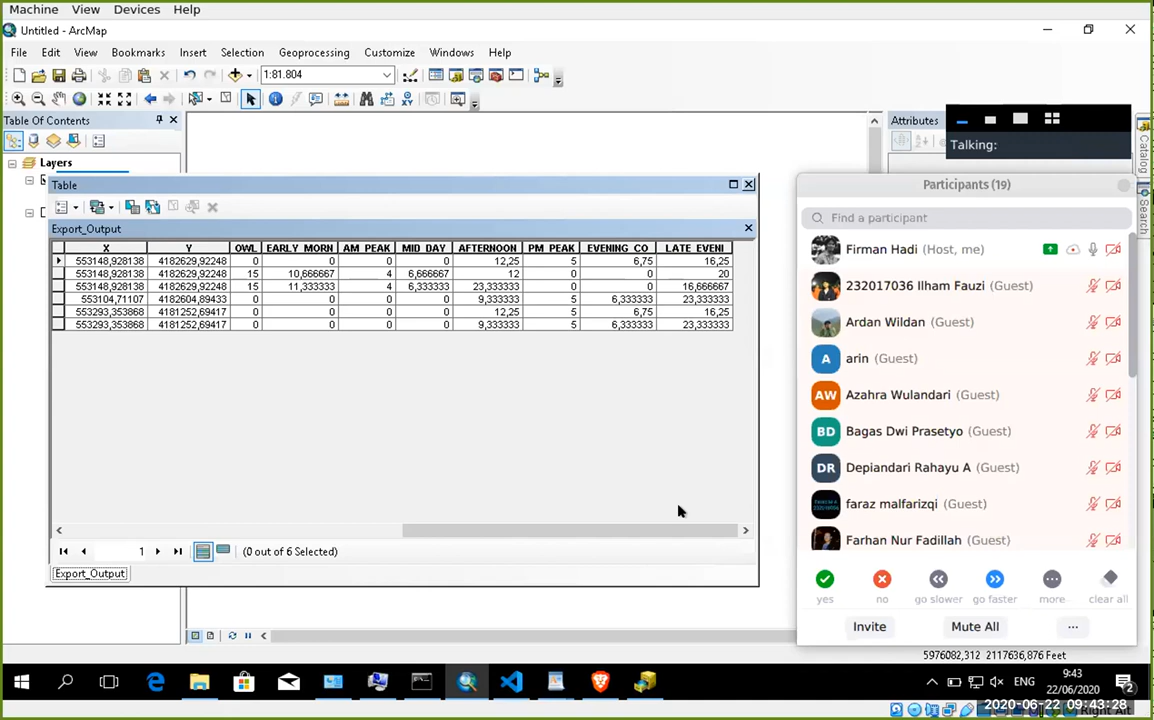 Machine View Devices Help
Untitled - ArcMap
File Edit View Bookmarks Insert Selection Geoprocessing Customize Windows Help
1:81.804
Table Of Contents
Layers
Attributes
Catalog
Search
Talking:
Table
Export_Output
X Y OWL EARLY MORN AM PEAK MID DAY AFTERNOON PM PEAK EVENING CO LATE EVENI
553148,928138 4182629,92248 0 0 0 0 12,25 5 6,75 16,25
553148,928138 4182629,92248 15 10,666667 4 6,666667 12 0 0 20
553148,928138 4182629,92248 15 11,333333 4 6,333333 23,333333 0 0 16,666667
553104,71107 4182604,89433 0 0 0 0 9,333333 5 6,333333 23,333333
553293,353868 4181252,69417 0 0 0 0 12,25 5 6,75 16,25
553293,353868 4181252,69417 0 0 0 0 9,333333 5 6,333333 23,333333
1 (0 out of 6 Selected)
Export_Output
Participants (19)
Find a participant
Firman Hadi (Host, me)
232017036 Ilham Fauzi (Guest)
Ardan Wildan (Guest)
A arin (Guest)
AW Azahra Wulandari (Guest)
BD Bagas Dwi Prasetyo (Guest)
DR Depiandari Rahayu A (Guest)
faraz malfarizqi (Guest)
Farhan Nur Fadillah (Guest)
yes no go slower go faster more clear all
Invite Mute All ...
5976082,312 2117636,876 Feet
ENG
9:43
22/06/2020
2
2020-06-22 09:43:28